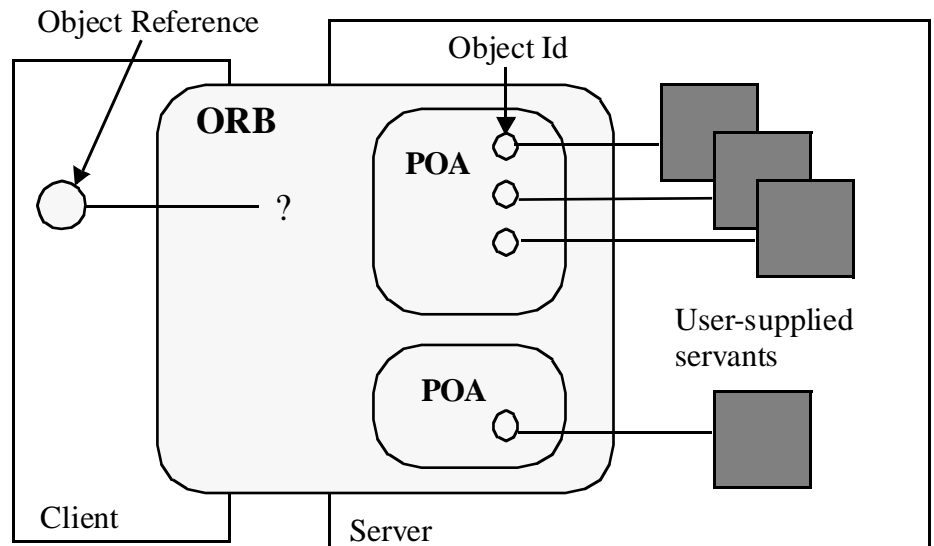 Object Reference
Object Id
ORB
POA
?
User-supplied
servants
POA
Client
Server